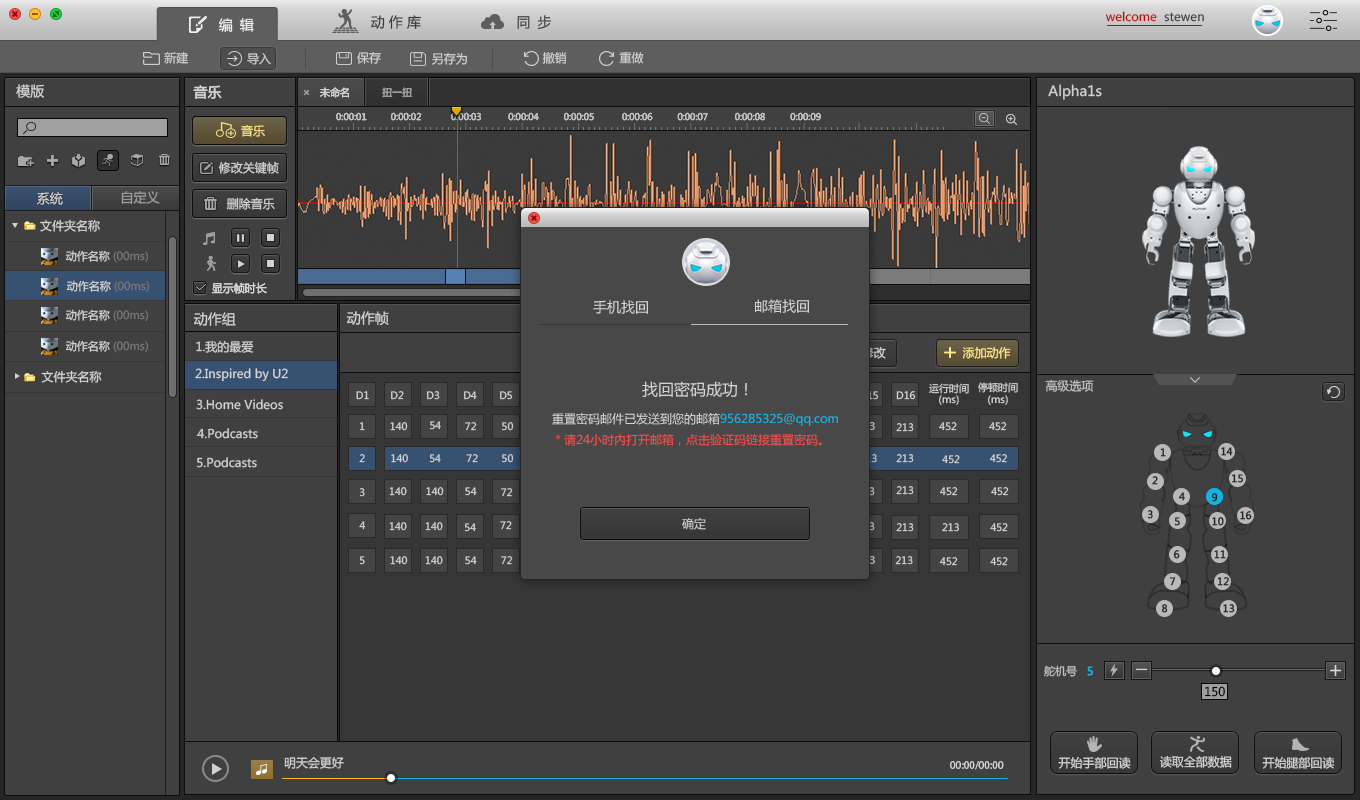 编 辑
动 作 库
同 步
welcome stewen
新建
导入
保存
另存为
撤销
重做
模版
系统
自定义
文件夹名称
动作名称 (00ms)
动作名称 (00ms)
动作名称 (00ms)
动作名称 (00ms)
文件夹名称
音乐
音乐
修改关键帧
删除音乐
显示帧时长
× 未命名
扭一扭
0:00:01 0:00:02 0:00:03 0:00:04 0:00:05 0:00:06 0:00:07 0:00:08 0:00:09
动作组
1.我的最爱
2.Inspired by U2
3.Home Videos
4.Podcasts
5.Podcasts
动作帧
修改
添加动作
D1 D2 D3 D4 D5 15 D16 运行时间(ms) 停顿时间(ms)
1 140 54 72 50 3 213 452 452
2 140 54 72 50 3 213 452 452
3 140 140 54 72 3 213 452 452
4 140 140 54 72 3 213 213 452
5 140 140 54 72 3 213 452 452
手机找回
邮箱找回
找回密码成功！
重置密码邮件已发送到您的邮箱956285325@qq.com
* 请24小时内打开邮箱，点击验证码链接重置密码。
确定
明天会更好
00:00/00:00
Alpha1s
高级选项
1
2
3
4
5
6
7
8
9
10
11
12
13
14
15
16
舵机号 5
150
开始手部回读
读取全部数据
开始腿部回读